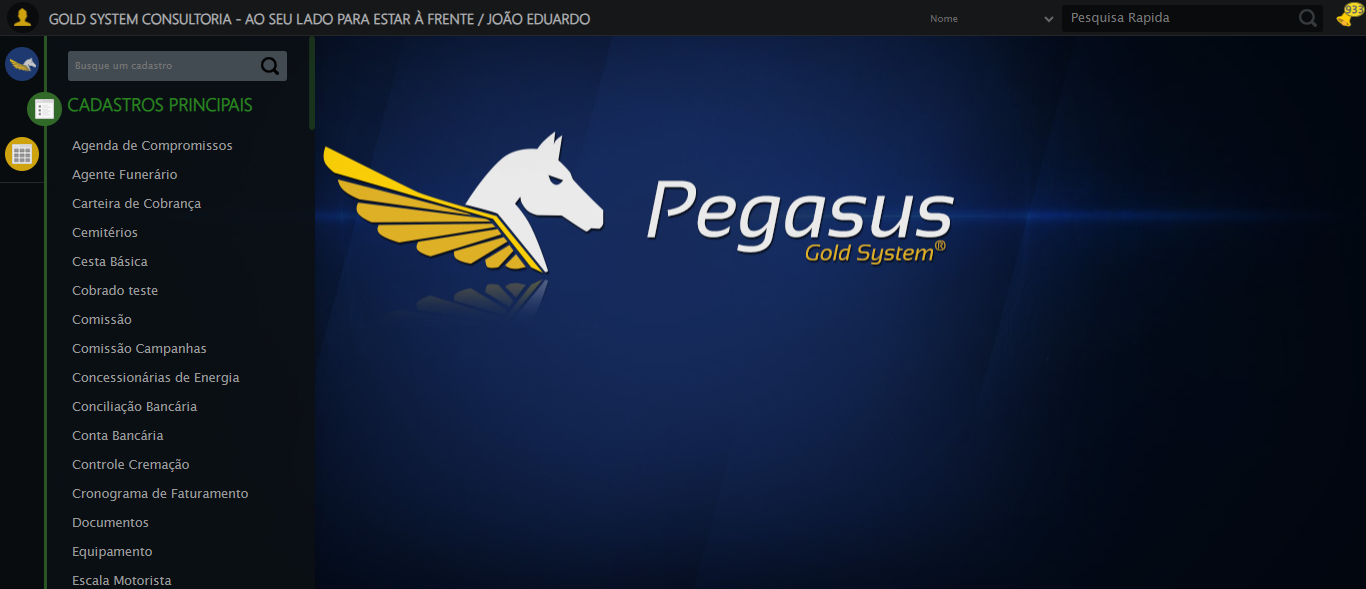 GOLD SYSTEM CONSULTORIA - AO SEU LADO PARA ESTAR À FRENTE / JOÃO EDUARDO
Nome
Pesquisa Rapida
933
Busque um cadastro
CADASTROS PRINCIPAIS
Agenda de Compromissos
Agente Funerário
Carteira de Cobrança
Cemitérios
Cesta Básica
Cobrado teste
Comissão
Comissão Campanhas
Concessionárias de Energia
Conciliação Bancária
Conta Bancária
Controle Cremação
Cronograma de Faturamento
Documentos
Equipamento
Escala Motorista
Pegasus
Gold System®